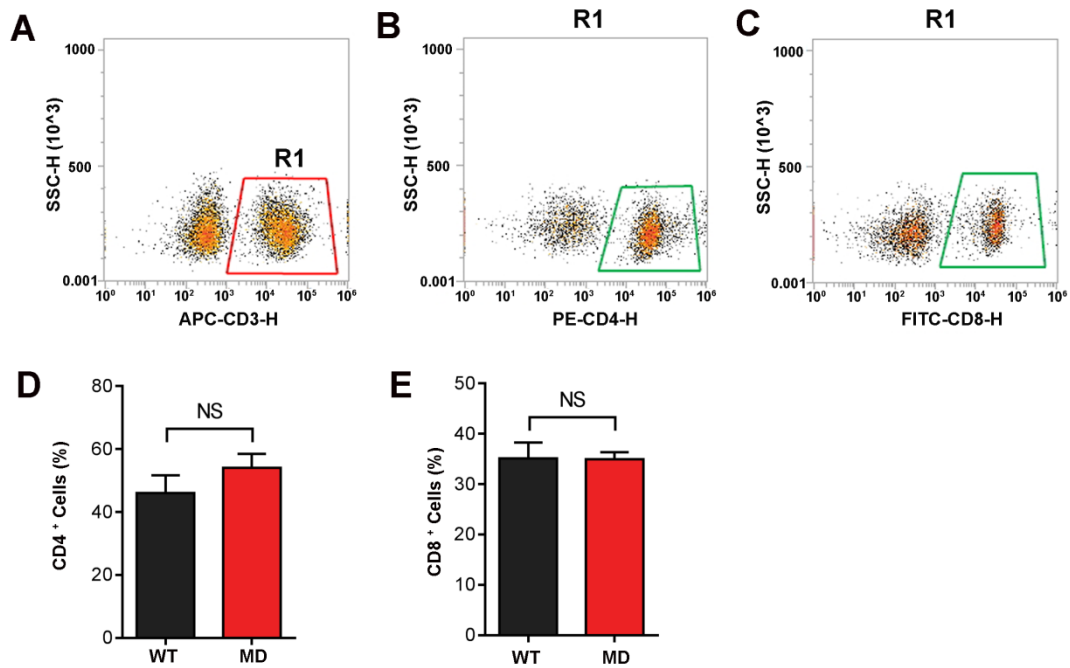 A
1000
SSC-H (10^3)
500
0.001
R1
10⁰ 10¹ 10² 10³ 10⁴ 10⁵ 10⁶
APC-CD3-H
B
R1
1000
SSC-H (10^3)
500
0.001
10⁰ 10¹ 10² 10³ 10⁴ 10⁵ 10⁶
PE-CD4-H
C
R1
1000
SSC-H (10^3)
500
0.001
10⁰ 10¹ 10² 10³ 10⁴ 10⁵ 10⁶
FITC-CD8-H
D
80
60
40
20
0
CD4 ⁺ Cells (%)
NS
WT MD
E
50
40
30
20
10
0
CD8 ⁺ Cells (%)
NS
WT MD